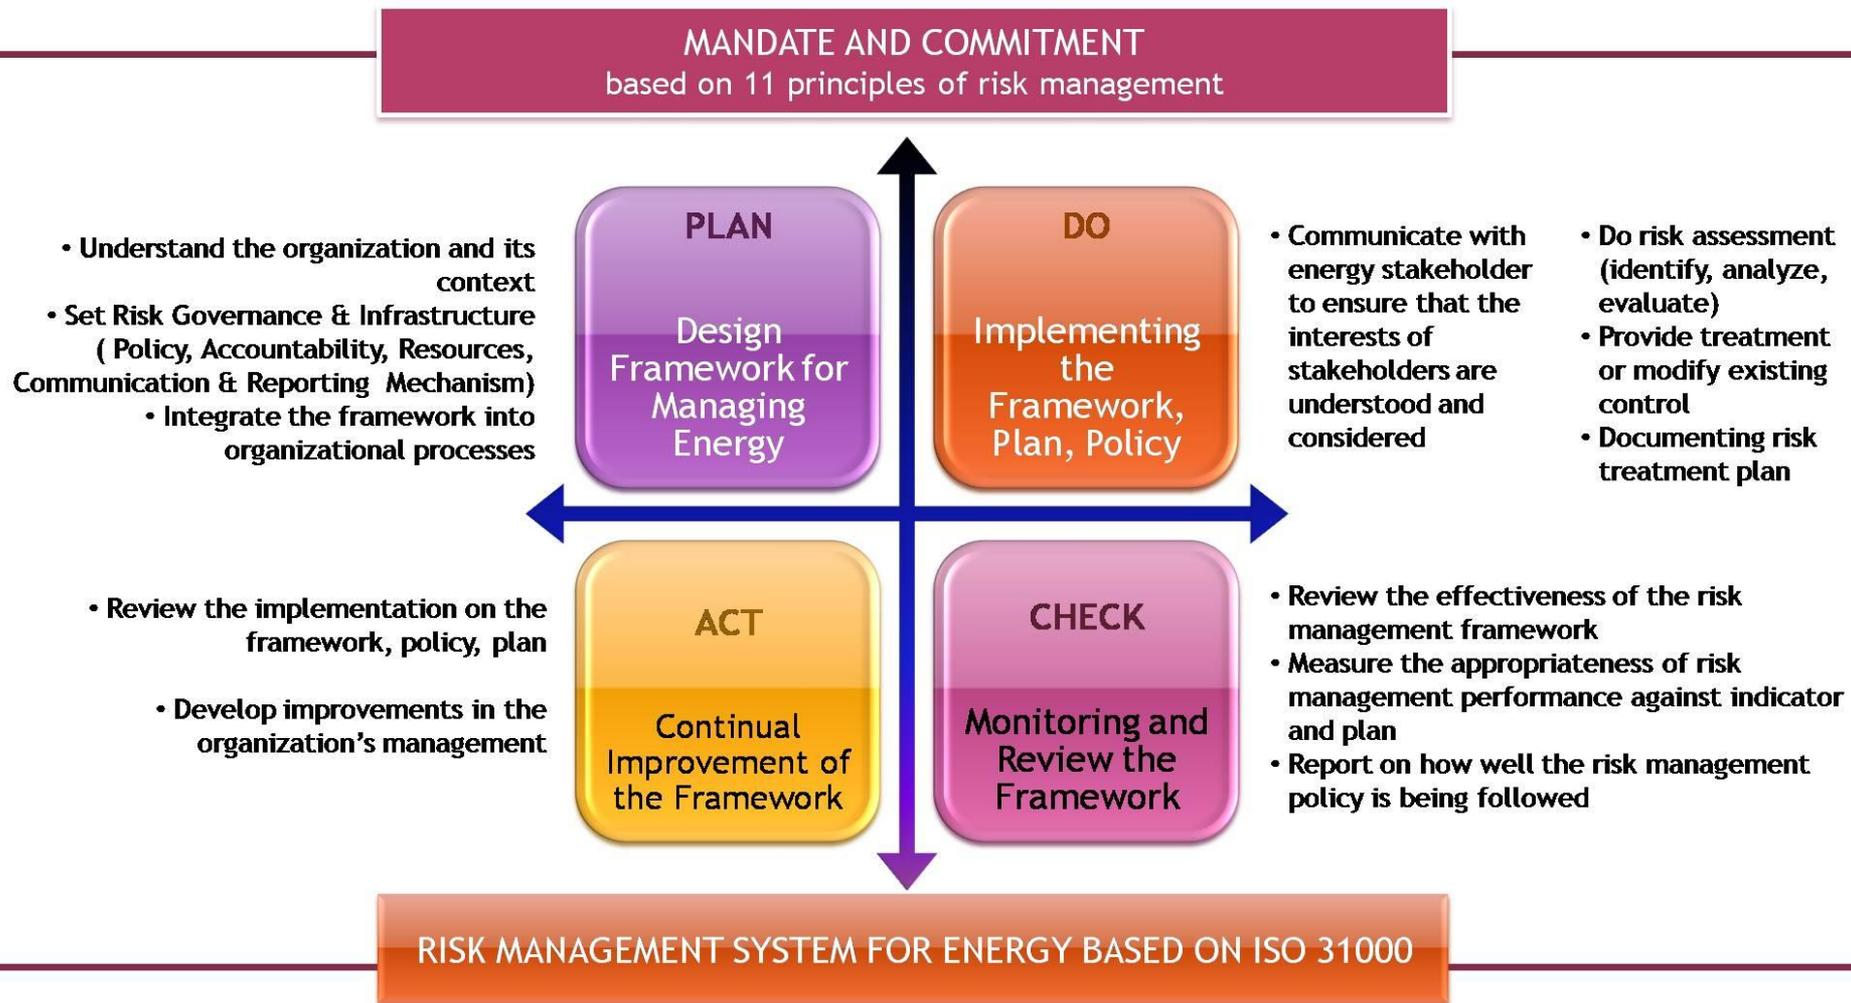 MANDATE AND COMMITMENT
based on 11 principles of risk management
• Understand the organization and its
context
• Set Risk Governance & Infrastructure
( Policy, Accountability, Resources,
Communication & Reporting Mechanism)
• Integrate the framework into
organizational processes
PLAN
Design
Framework for
Managing
Energy
DO
Implementing
the
Framework,
Plan, Policy
• Communicate with
energy stakeholder
to ensure that the
interests of
stakeholders are
understood and
considered
• Do risk assessment
(identify, analyze,
evaluate)
• Provide treatment
or modify existing
control
• Documenting risk
treatment plan
• Review the implementation on the
framework, policy, plan
• Develop improvements in the
organization’s management
ACT
Continual
Improvement of
the Framework
CHECK
Monitoring and
Review the
Framework
• Review the effectiveness of the risk
management framework
• Measure the appropriateness of risk
management performance against indicator
and plan
• Report on how well the risk management
policy is being followed
RISK MANAGEMENT SYSTEM FOR ENERGY BASED ON ISO 31000